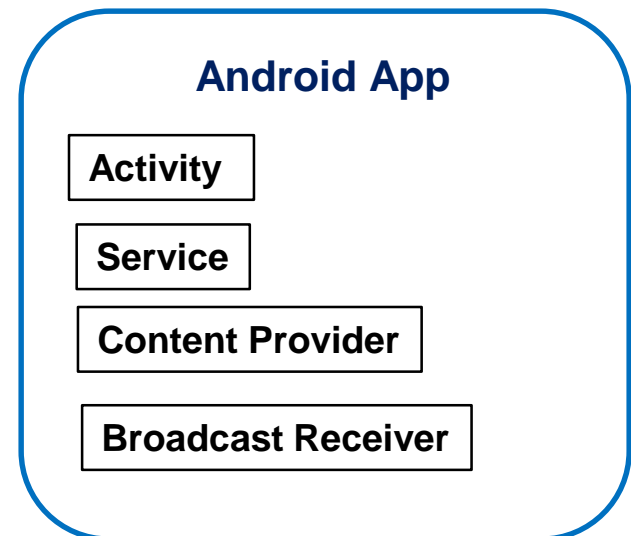 Android App
Activity
Service
Content Provider
Broadcast Receiver